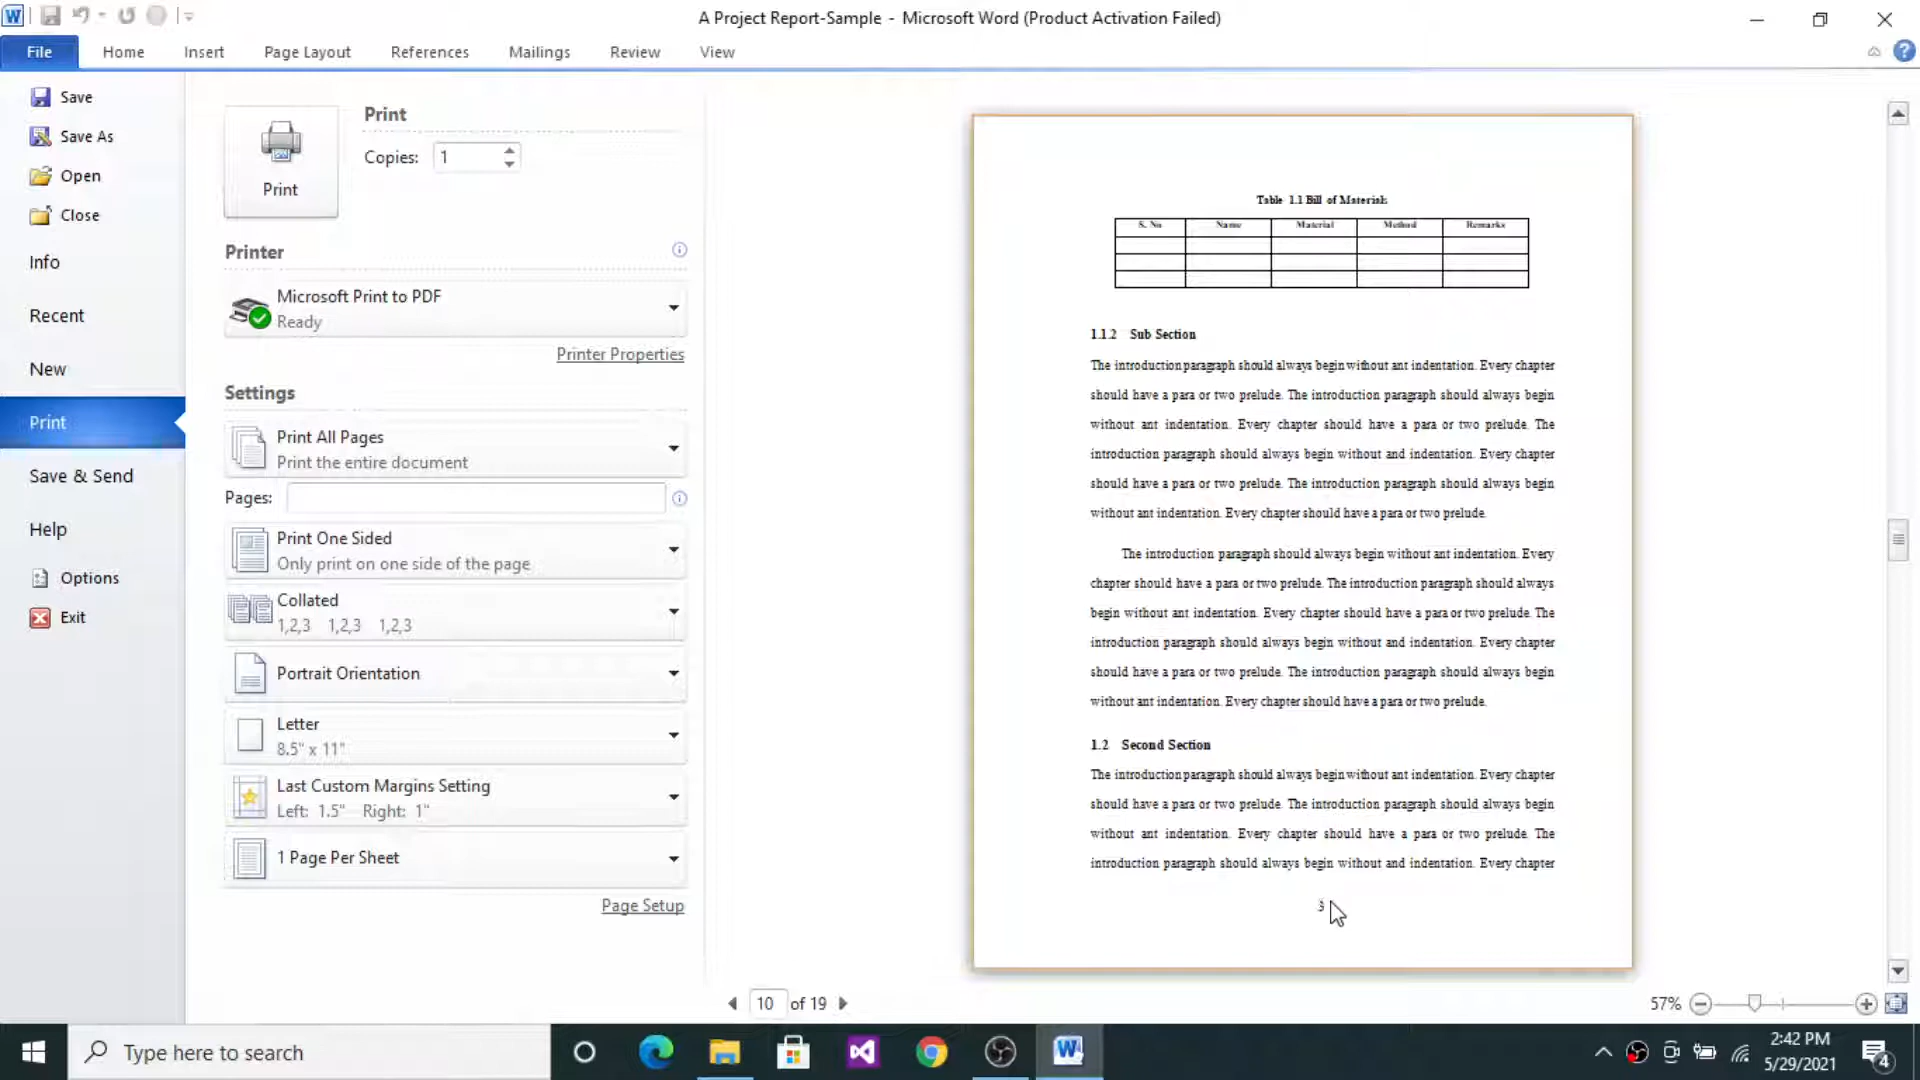 A Project Report-Sample - Microsoft Word (Product Activation Failed)
File Home Insert Page Layout References Mailings Review View
Save
Save As
Open
Close
Info
Recent
New
Print
Save & Send
Help
Options
Exit
Print
Print
Copies: 1
Printer
Microsoft Print to PDF
Ready
Printer Properties
Settings
Print All Pages
Print the entire document
Pages:
Print One Sided
Only print on one side of the page
Collated
1,2,3 1,2,3 1,2,3
Portrait Orientation
Letter
8.5" x 11"
Last Custom Margins Setting
Left: 1.5" Right: 1"
1 Page Per Sheet
Page Setup
Table 1.1 Bill of Materials
S. No Name Material Method Remarks
1.1.2 Sub Section
The introduction paragraph should always begin without ant indentation. Every chapter
should have a para or two prelude. The introduction paragraph should always begin
without ant indentation. Every chapter should have a para or two prelude. The
introduction paragraph should always begin without and indentation. Every chapter
should have a para or two prelude. The introduction paragraph should always begin
without ant indentation. Every chapter should have a para or two prelude.
The introduction paragraph should always begin without ant indentation. Every
chapter should have a para or two prelude. The introduction paragraph should always
begin without ant indentation. Every chapter should have a para or two prelude. The
introduction paragraph should always begin without and indentation. Every chapter
should have a para or two prelude. The introduction paragraph should always begin
without ant indentation. Every chapter should have a para or two prelude.
1.2 Second Section
The introduction paragraph should always begin without ant indentation. Every chapter
should have a para or two prelude. The introduction paragraph should always begin
without ant indentation. Every chapter should have a para or two prelude. The
introduction paragraph should always begin without and indentation. Every chapter
3
10 of 19
57%
Type here to search
2:42 PM
5/29/2021
4